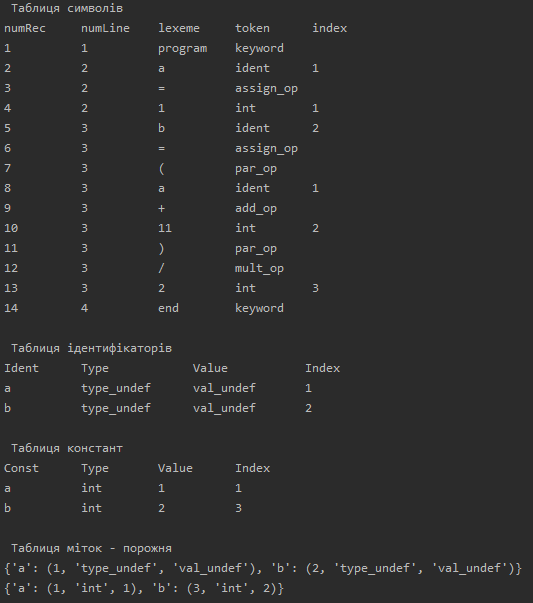 Таблиця символів
numRec numLine lexeme token index
1 1 program keyword
2 2 a ident 1
3 2 = assign_op
4 2 1 int 1
5 3 b ident 2
6 3 = assign_op
7 3 ( par_op
8 3 a ident 1
9 3 + add_op
10 3 11 int 2
11 3 ) par_op
12 3 / mult_op
13 3 2 int 3
14 4 end keyword
Таблиця ідентифікаторів
Ident Type Value Index
a type_undef val_undef 1
b type_undef val_undef 2
Таблиця констант
Const Type Value Index
a int 1 1
b int 2 3
Таблиця міток - порожня
{'a': (1, 'type_undef', 'val_undef'), 'b': (2, 'type_undef', 'val_undef')}
{'a': (1, 'int', 1), 'b': (3, 'int', 2)}